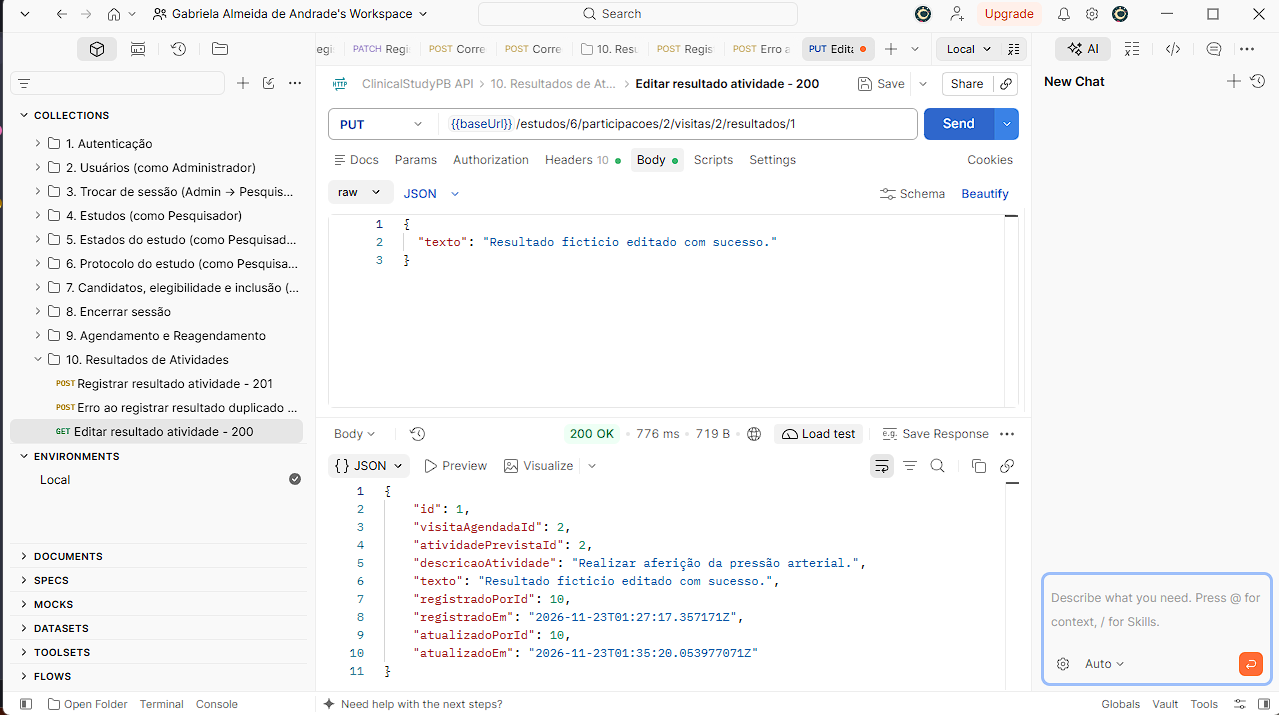 Gabriela Almeida de Andrade's Workspace
Search
Upgrade
PATCH Regi
POST Corre
POST Corre
10. Resu
POST Regis
POST Erro a
PUT Edita
Local
AI
New Chat
COLLECTIONS
1. Autenticação
2. Usuários (como Administrador)
3. Trocar de sessão (Admin → Pesquis...
4. Estudos (como Pesquisador)
5. Estados do estudo (como Pesquisad...
6. Protocolo do estudo (como Pesquisa...
7. Candidatos, elegibilidade e inclusão (...
8. Encerrar sessão
9. Agendamento e Reagendamento
10. Resultados de Atividades
POST Registrar resultado atividade - 201
POST Erro ao registrar resultado duplicado ...
GET Editar resultado atividade - 200
ENVIRONMENTS
Local
DOCUMENTS
SPECS
MOCKS
DATASETS
TOOLSETS
FLOWS
HTTP
ClinicalStudyPB API > 10. Resultados de At... > Editar resultado atividade - 200
Save
Share
PUT
{{baseUrl}} /estudos/6/participacoes/2/visitas/2/resultados/1
Send
Docs Params Authorization Headers 10 Body Scripts Settings
Cookies
raw
JSON
Schema
Beautify
1 {
2 "texto": "Resultado ficticio editado com sucesso."
3 }
Body
200 OK • 776 ms • 719 B
Load test
e.g. Save Response
{} JSON
Preview
Visualize
1 {
2 "id": 1,
3 "visitaAgendadaId": 2,
4 "atividadePrevistaId": 2,
5 "descricaoAtividade": "Realizar aferição da pressão arterial.",
6 "texto": "Resultado ficticio editado com sucesso.",
7 "registradoPorId": 10,
8 "registradoEm": "2026-11-23T01:27:17.357171Z",
9 "atualizadoPorId": 10,
10 "atualizadoEm": "2026-11-23T01:35:20.053977071Z"
11 }
Describe what you need. Press @ for
context, / for Skills.
Auto
Open Folder
Terminal
Console
Need help with the next steps?
Globals
Vault
Tools